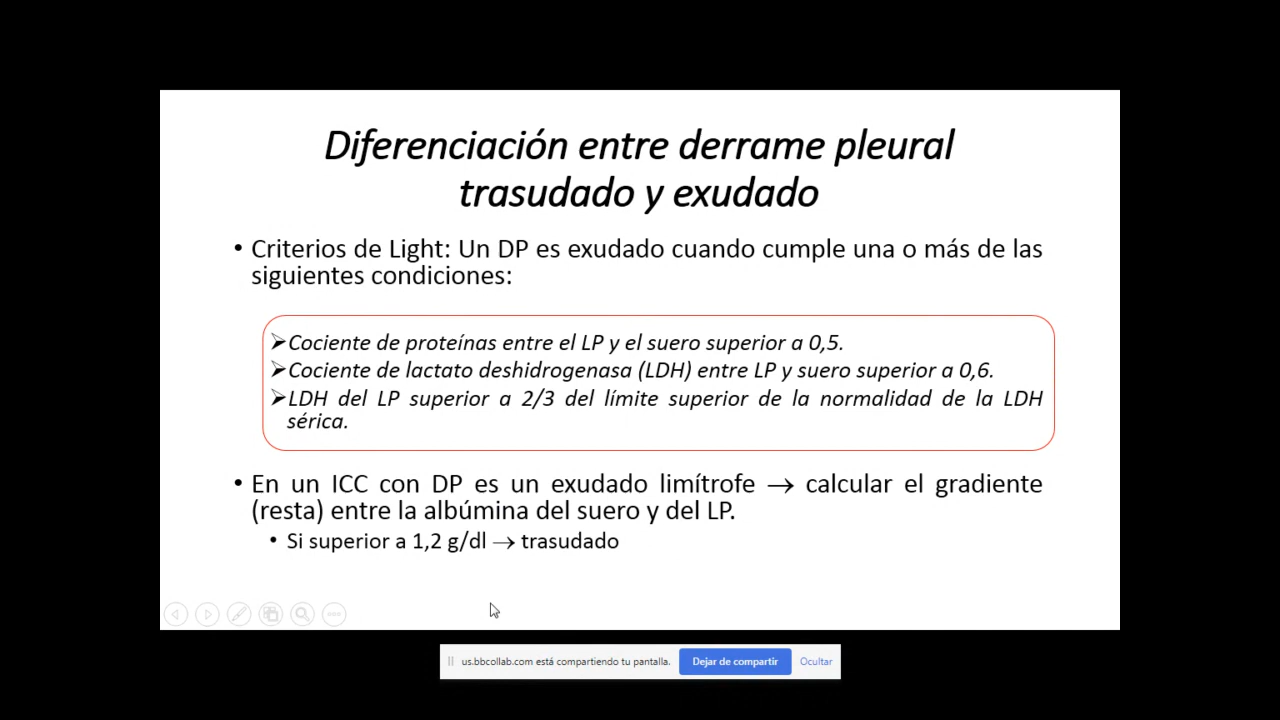 Diferenciación entre derrame pleural
trasudado y exudado
• Criterios de Light: Un DP es exudado cuando cumple una o más de las
siguientes condiciones:
➢Cociente de proteínas entre el LP y el suero superior a 0,5.
➢Cociente de lactato deshidrogenasa (LDH) entre LP y suero superior a 0,6.
➢LDH del LP superior a 2/3 del límite superior de la normalidad de la LDH
sérica.
• En un ICC con DP es un exudado limítrofe → calcular el gradiente
(resta) entre la albúmina del suero y del LP.
• Si superior a 1,2 g/dl → trasudado
us.bbcollab.com está compartiendo tu pantalla. Dejar de compartir Ocultar